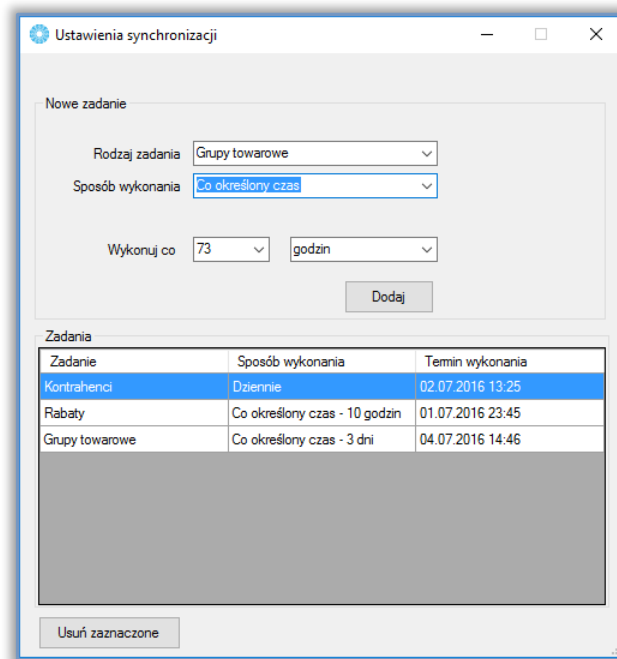 Ustawienia synchronizacji
Nowe zadanie
Rodzaj zadania Grupy towarowe
Sposób wykonania Co określony czas
Wykonuj co 73 godzin
Dodaj
Zadania
Zadanie Sposób wykonania Termin wykonania
Kontrahenci Dziennie 02.07.2016 13:25
Rabaty Co określony czas - 10 godzin 01.07.2016 23:45
Grupy towarowe Co określony czas - 3 dni 04.07.2016 14:46
Usuń zaznaczone